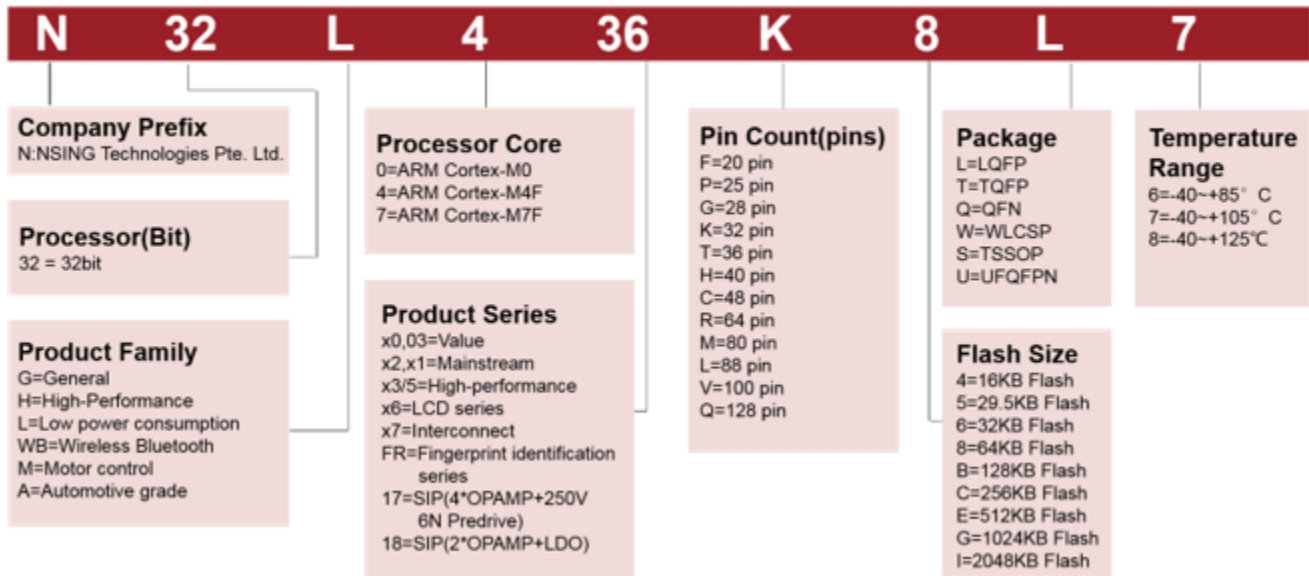 N 32 L 4 36 K 8 L 7
Company Prefix
N:NSING Technologies Pte. Ltd.
Processor(Bit)
32 = 32bit
Product Family
G=General
H=High-Performance
L=Low power consumption
WB=Wireless Bluetooth
M=Motor control
A=Automotive grade
Processor Core
0=ARM Cortex-M0
4=ARM Cortex-M4F
7=ARM Cortex-M7F
Product Series
x0,03=Value
x2,x1=Mainstream
x3/5=High-performance
x6=LCD series
x7=Interconnect
FR=Fingerprint identification
series
17=SIP(4*OPAMP+250V
6N Predrive)
18=SIP(2*OPAMP+LDO)
Pin Count(pins)
F=20 pin
P=25 pin
G=28 pin
K=32 pin
T=36 pin
H=40 pin
C=48 pin
R=64 pin
M=80 pin
L=88 pin
V=100 pin
Q=128 pin
Package
L=LQFP
T=TQFP
Q=QFN
W=WLCSP
S=TSSOP
U=UFQFPN
Flash Size
4=16KB Flash
5=29.5KB Flash
6=32KB Flash
8=64KB Flash
B=128KB Flash
C=256KB Flash
E=512KB Flash
G=1024KB Flash
I=2048KB Flash
Temperature
Range
6=-40~+85° C
7=-40~+105° C
8=-40~+125℃